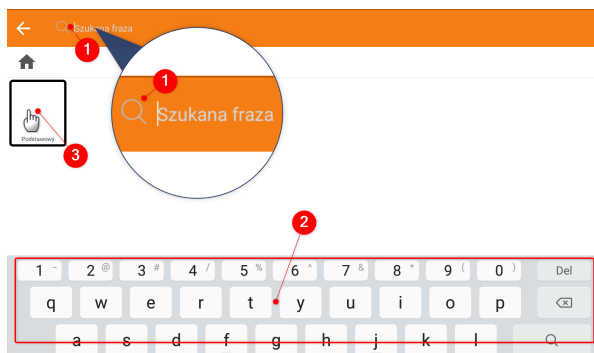 Szukana fraza
1
1
Szukana fraza
Podstawowy
3
2
1 - 2 @ 3 # 4 / 5 % 6 ^ 7 & 8 * 9 ( 0 ) Del
q w e r t y u i o p
a s d f g h j k l